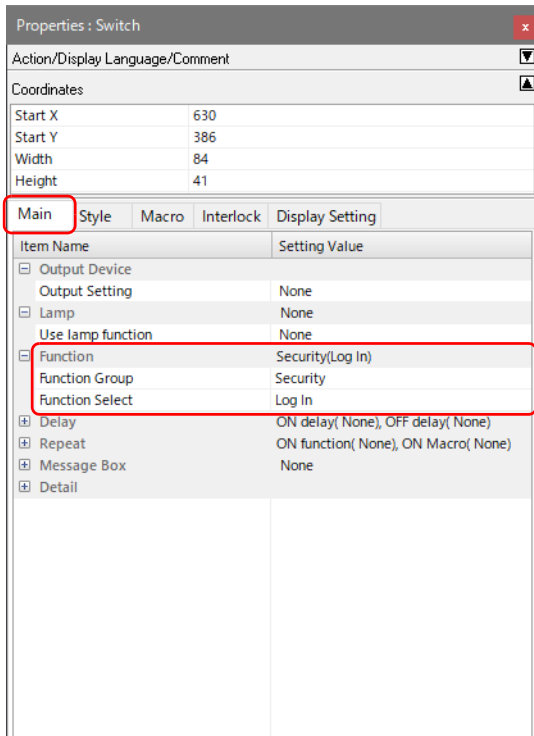 Properties : Switch x
Action/Display Language/Comment
Coordinates
Start X 630
Start Y 386
Width 84
Height 41
Main Style Macro Interlock Display Setting
Item Name Setting Value
Output Device
Output Setting None
Lamp None
Use lamp function None
Function Security(Log In)
Function Group Security
Function Select Log In
Delay ON delay( None), OFF delay( None)
Repeat ON function( None), ON Macro( None)
Message Box None
Detail